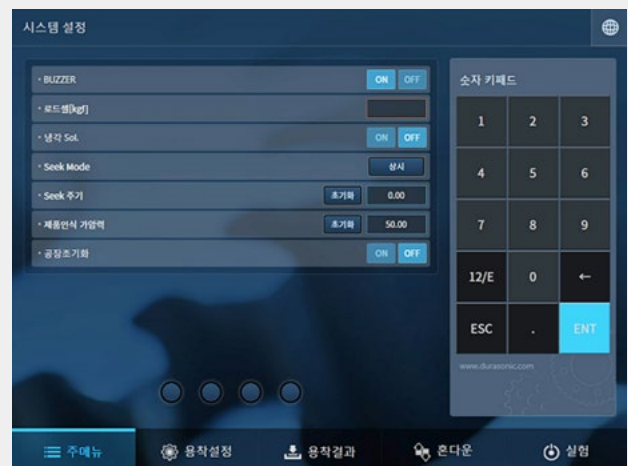 시스템 설정
· BUZZER ON OFF
· 로드셀[kgf]
· 냉각 Sol. ON OFF
· Seek Mode 상시
· Seek 주기 초기화 0.00
· 제품인식 가압력 초기화 50.00
· 공장초기화 ON OFF
숫자 키패드
1 2 3
4 5 6
7 8 9
12/E 0 ←
ESC . ENT
www.durasonic.com
주메뉴 용착설정 용착결과 혼다운 실험